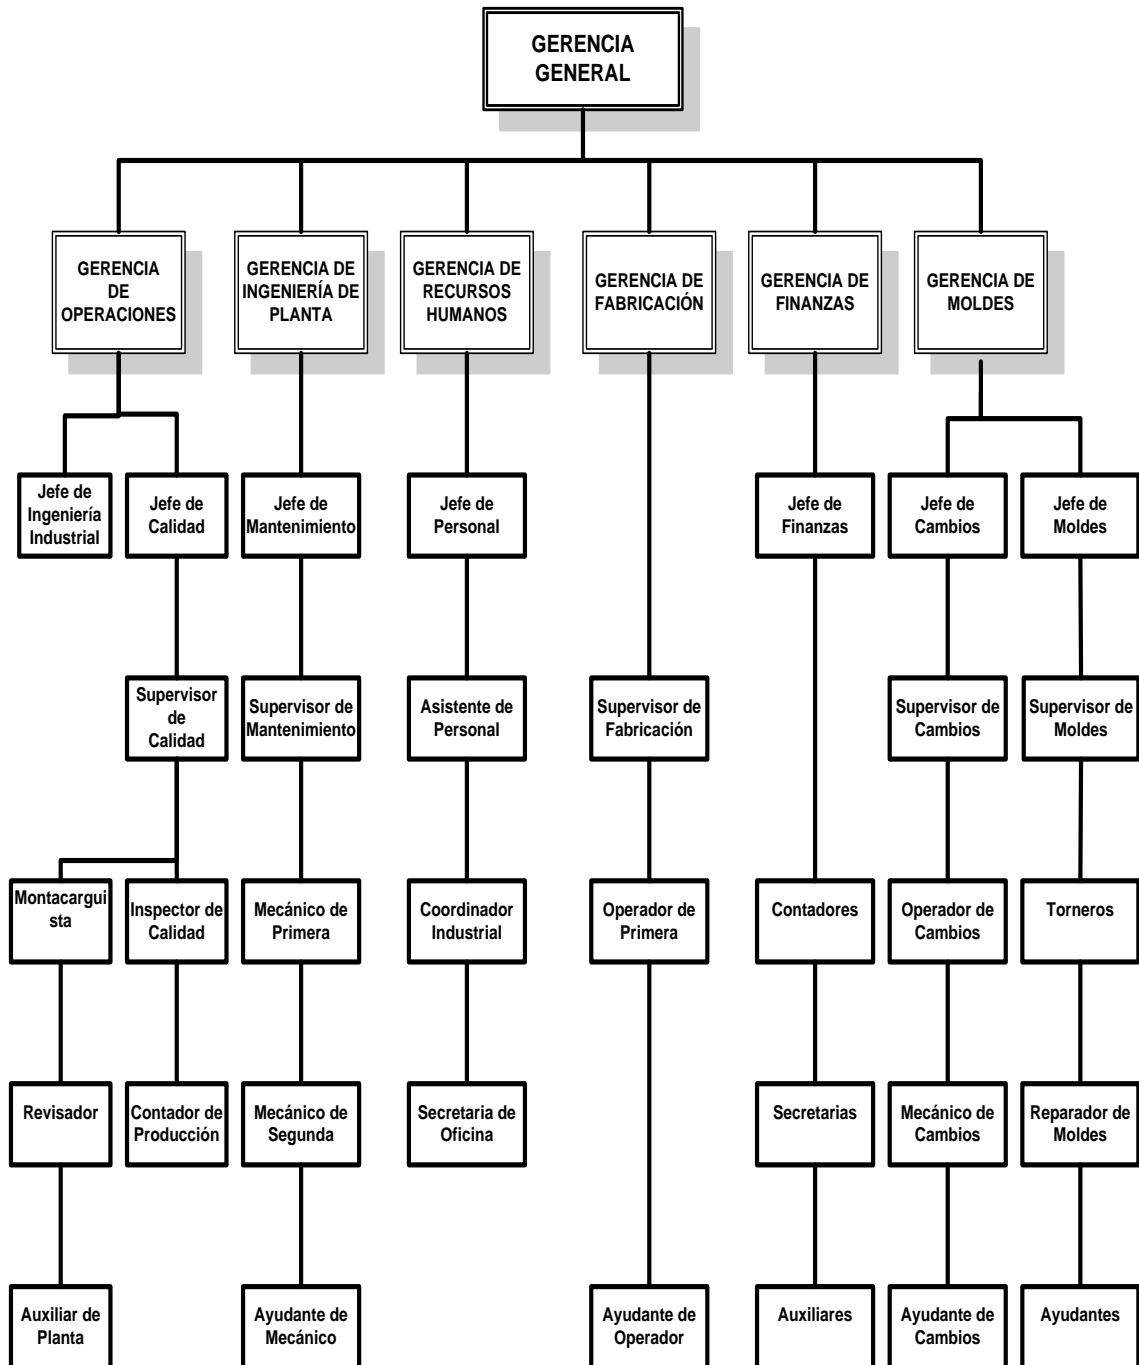 GERENCIA
GENERAL
GERENCIA
DE
OPERACIONES
GERENCIA DE
INGENIERÍA DE
PLANTA
GERENCIA DE
RECURSOS
HUMANOS
GERENCIA DE
FABRICACIÓN
GERENCIA DE
FINANZAS
GERENCIA DE
MOLDES
Jefe de
Ingeniería
Industrial
Jefe de
Calidad
Jefe de
Mantenimiento
Jefe de
Personal
Jefe de
Finanzas
Jefe de
Cambios
Jefe de
Moldes
Supervisor
de
Calidad
Supervisor de
Mantenimiento
Asistente de
Personal
Supervisor de
Fabricación
Supervisor de
Cambios
Supervisor de
Moldes
Montacargui
sta
Inspector de
Calidad
Mecánico de
Primera
Coordinador
Industrial
Operador de
Primera
Contadores
Operador de
Cambios
Torneros
Revisador
Contador de
Producción
Mecánico de
Segunda
Secretaria de
Oficina
Secretarias
Mecánico de
Cambios
Reparador de
Moldes
Auxiliar de
Planta
Ayudante de
Mecánico
Ayudante de
Operador
Auxiliares
Ayudante de
Cambios
Ayudantes